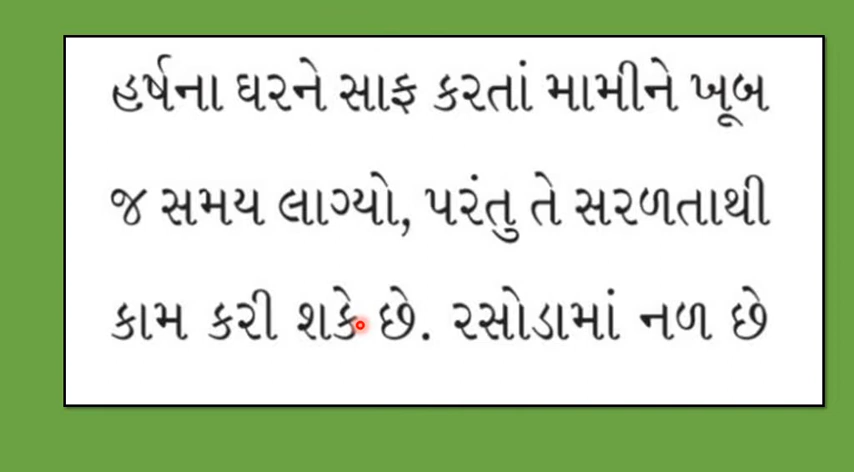 હર્ષના ઘરને સાફ કરતાં મામીને ખૂબ
જ સમય લાગ્યો, પરંતુ તે સરળતાથી
કામ કરી શકે છે. રસોડામાં નળ છે